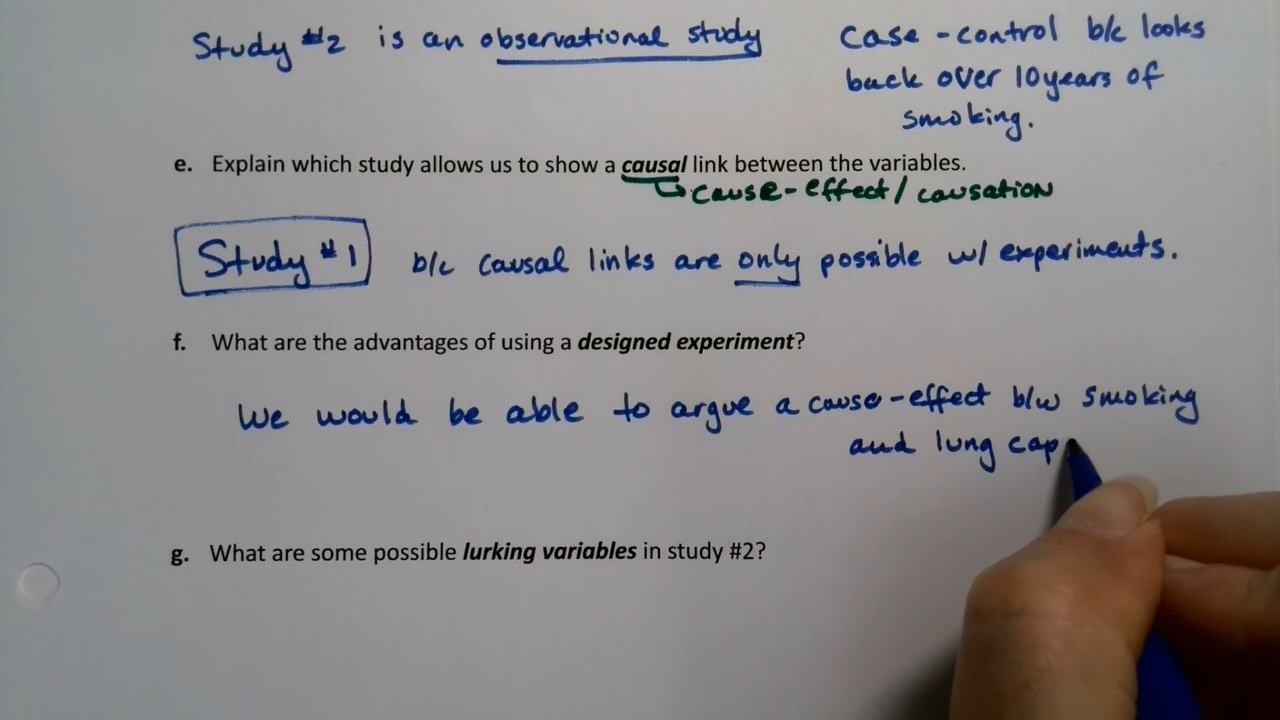 Study #2 is an observational study
case-control b/c looks
back over 10 years of
smoking.
e. Explain which study allows us to show a causal link between the variables.
cause-effect/causation
Study #1 b/c causal links are only possible w/ experiments.
f. What are the advantages of using a designed experiment?
We would be able to argue a cause-effect b/w smoking
and lung cap
g. What are some possible lurking variables in study #2?